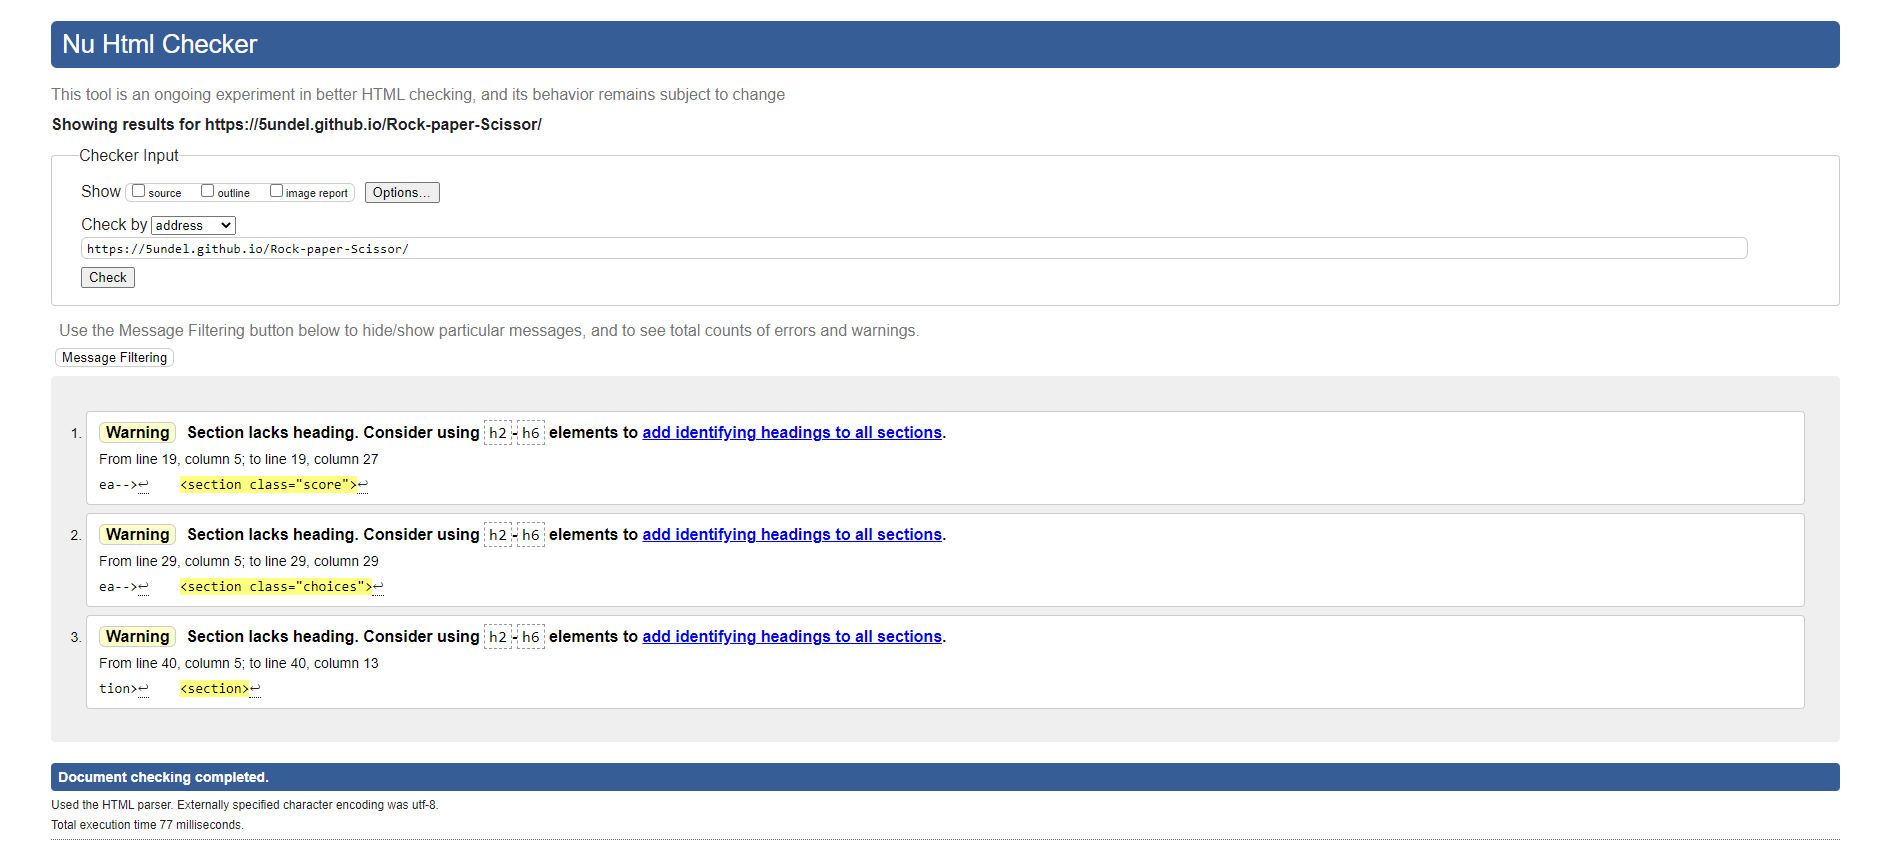 Nu Html Checker
This tool is an ongoing experiment in better HTML checking, and its behavior remains subject to change
Showing results for https://5undel.github.io/Rock-paper-Scissor/
Checker Input
Show source outline image report Options...
Check by address
https://5undel.github.io/Rock-paper-Scissor/
Check
Use the Message Filtering button below to hide/show particular messages, and to see total counts of errors and warnings.
Message Filtering
1. Warning Section lacks heading. Consider using h2-h6 elements to add identifying headings to all sections.
From line 19, column 5; to line 19, column 27
ea-->↩ <section class="score">↩
2. Warning Section lacks heading. Consider using h2-h6 elements to add identifying headings to all sections.
From line 29, column 5; to line 29, column 29
ea-->↩ <section class="choices">↩
3. Warning Section lacks heading. Consider using h2-h6 elements to add identifying headings to all sections.
From line 40, column 5; to line 40, column 13
tion>↩ <section>↩
Document checking completed.
Used the HTML parser. Externally specified character encoding was utf-8.
Total execution time 77 milliseconds.